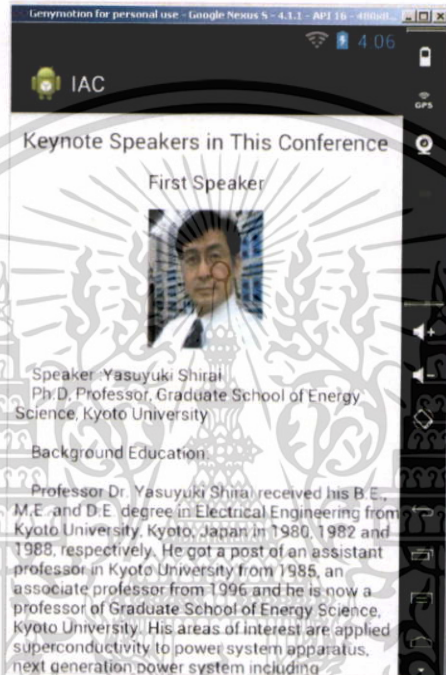 Genymotion for personal use - Google Nexus S - 4.1.1 - API 16 - 480x8...
4:06
IAC
GPS
Keynote Speakers in This Conference
First Speaker
Speaker :Yasuyuki Shirai
Ph.D, Professor, Graduate School of Energy
Science, Kyoto University
Background Education
Professor Dr. Yasuyuki Shirai received his B.E.,
M.E. and D.E. degree in Electrical Engineering from
Kyoto University, Kyoto, Japan in 1980, 1982 and
1988, respectively. He got a post of an assistant
professor in Kyoto University from 1985, an
associate professor from 1996 and he is now a
professor of Graduate School of Energy Science,
Kyoto University. His areas of interest are applied
superconductivity to power system apparatus,
next generation power system including